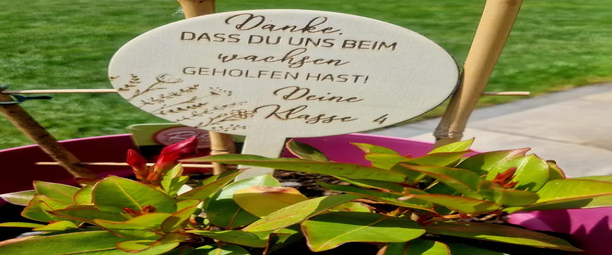 Danke,
DASS DU UNS BEIM
wachsen
GEHOLFEN HAST!
Deine
Klasse 4